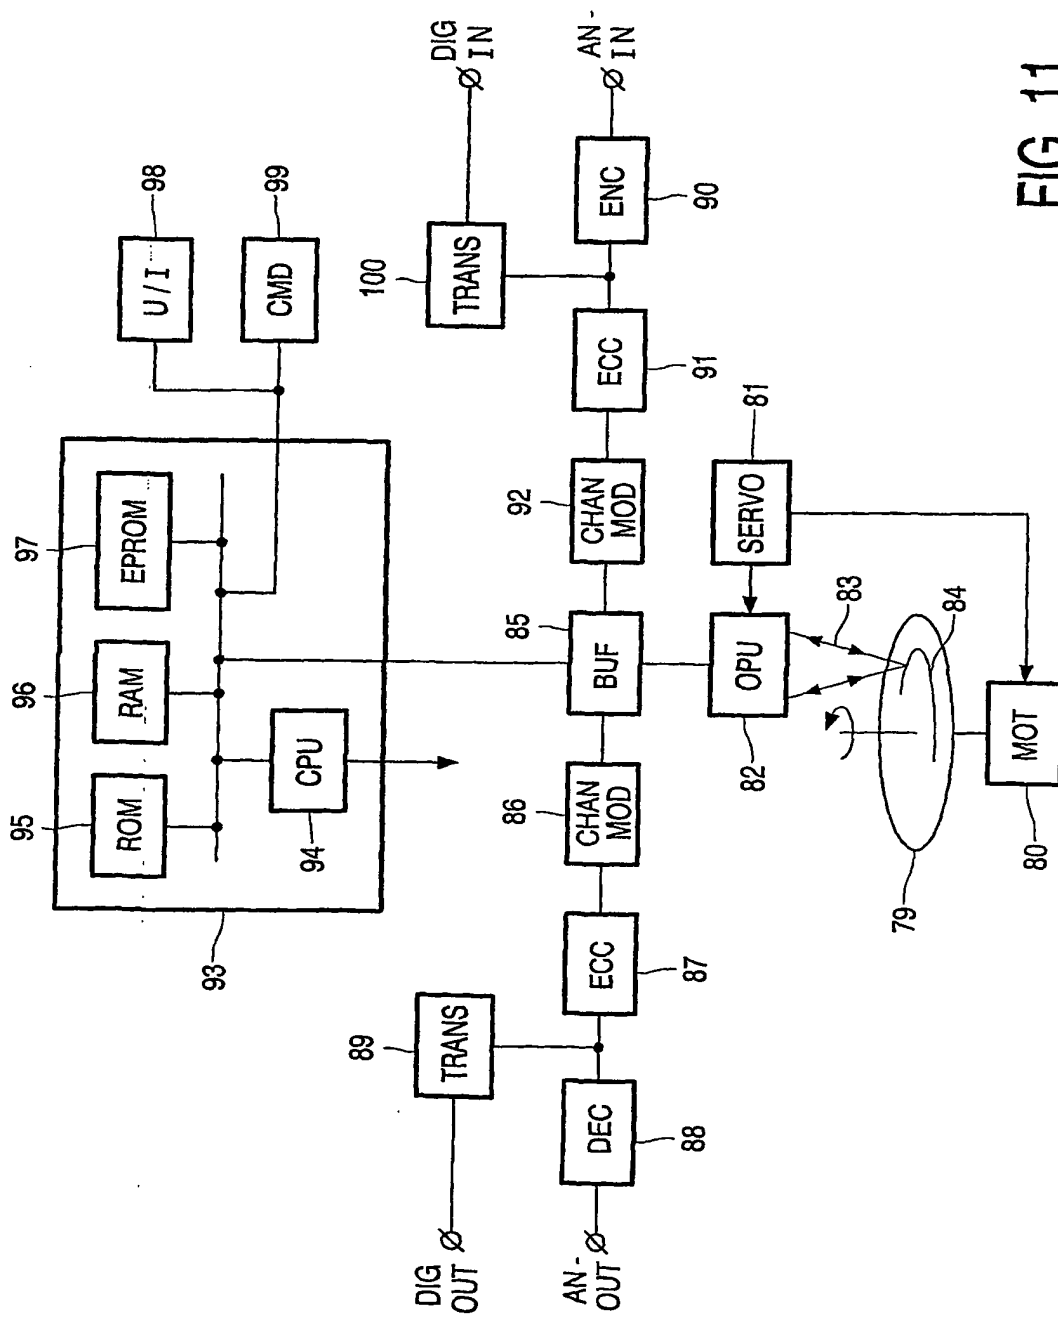 95
96
97
98
ROM
RAM
EPROM
U/I
93
94
CPU
99
CMD
89
100
DIG
OUT
TRANS
TRANS
DIG
IN
86
85
92
AN-
OUT
DEC
ECC
CHAN
MOD
BUF
CHAN
MOD
ECC
ENC
AN-
IN
88
87
91
90
82
OPU
SERVO
81
83
79
84
80
MOT
FIG 11